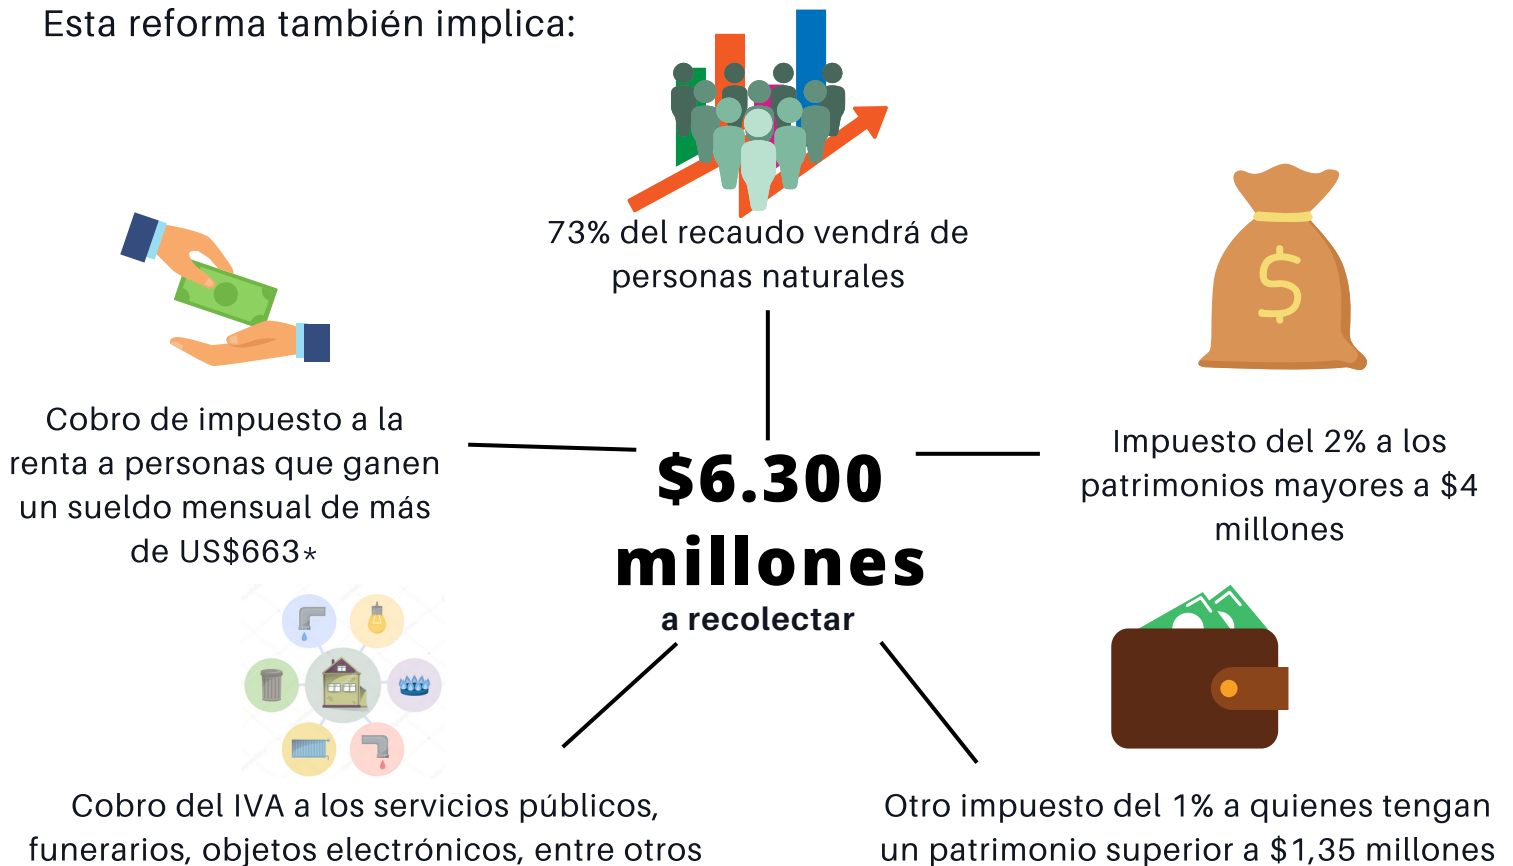 Esta reforma también implica:
73% del recaudo vendrá de
personas naturales
Cobro de impuesto a la
renta a personas que ganen
un sueldo mensual de más
de US$663*
$6.300
millones
a recolectar
Impuesto del 2% a los
patrimonios mayores a $4
millones
Cobro del IVA a los servicios públicos,
funerarios, objetos electrónicos, entre otros
Otro impuesto del 1% a quienes tengan
un patrimonio superior a $1,35 millones